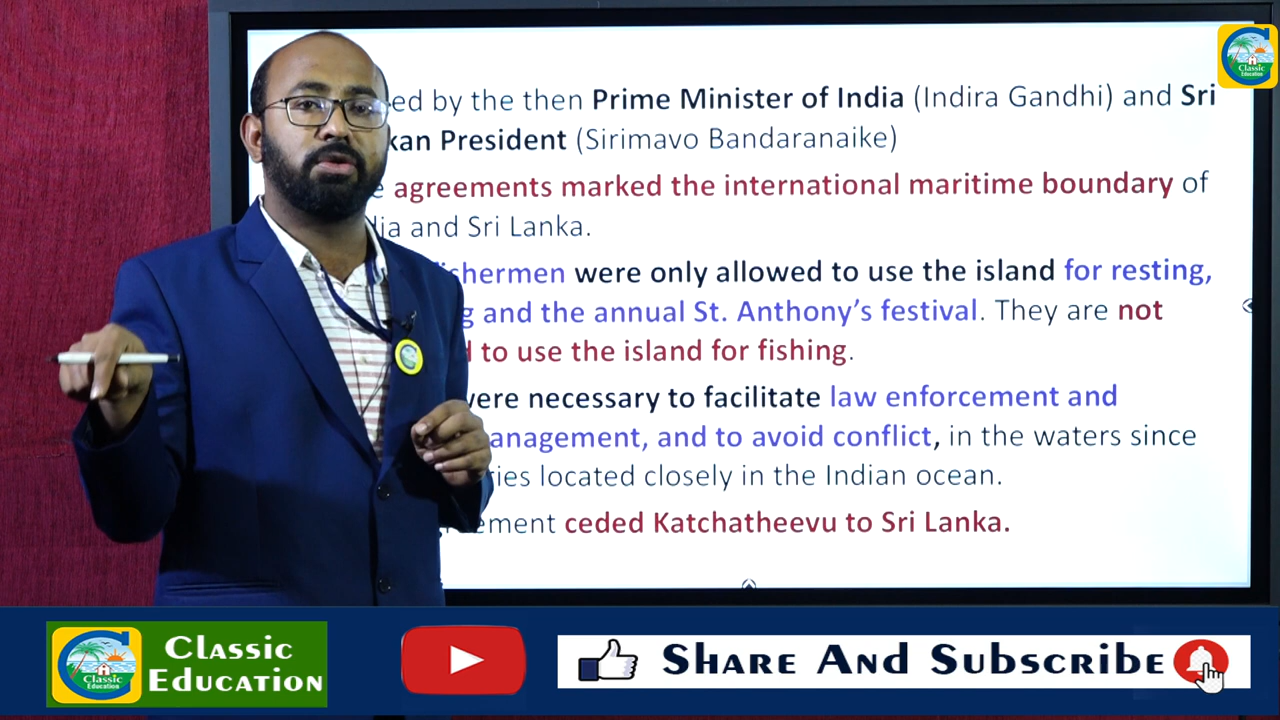 Classic
Education
ed by the then Prime Minister of India (Indira Gandhi) and Sri
kan President (Sirimavo Bandaranaike)
agreements marked the international maritime boundary of
ia and Sri Lanka.
shermen were only allowed to use the island for resting,
g and the annual St. Anthony's festival. They are not
d to use the island for fishing.
were necessary to facilitate law enforcement and
anagement, and to avoid conflict, in the waters since
ries located closely in the Indian ocean.
ement ceded Katchatheevu to Sri Lanka.
Classic
Education
Classic
Education
Share And Subscribe